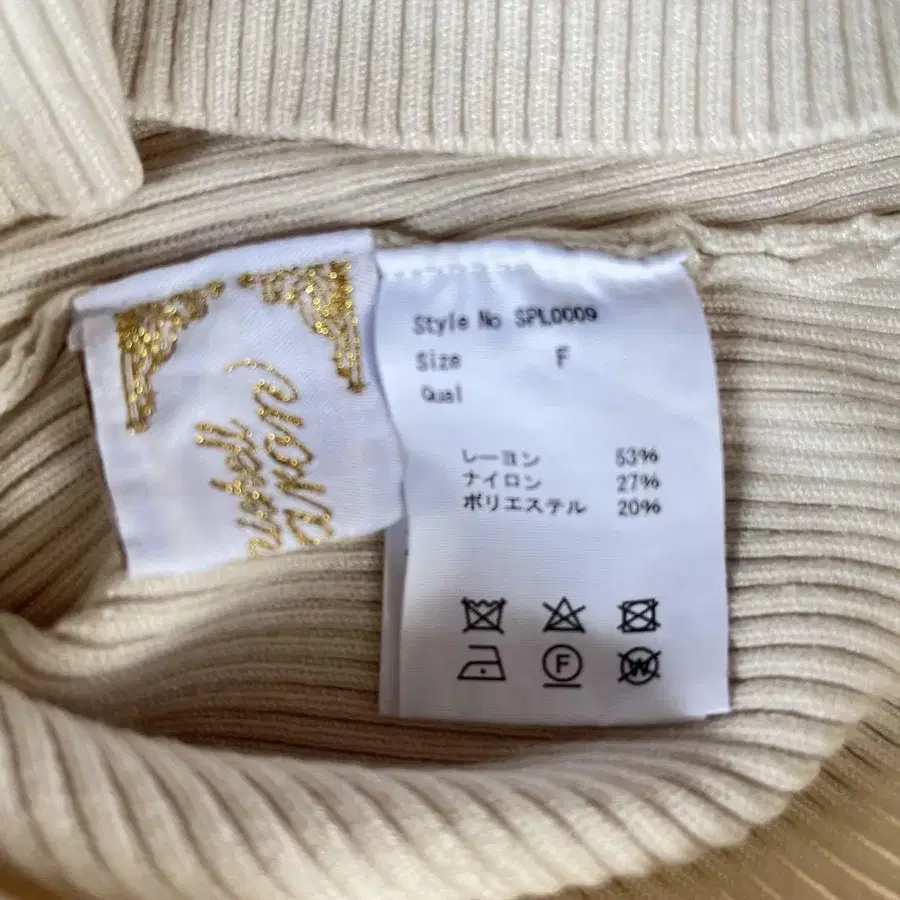 Style No SPL0009
Size F
Qual
レーヨン 53%
ナイロン 27%
ポリエステル 20%
F
W